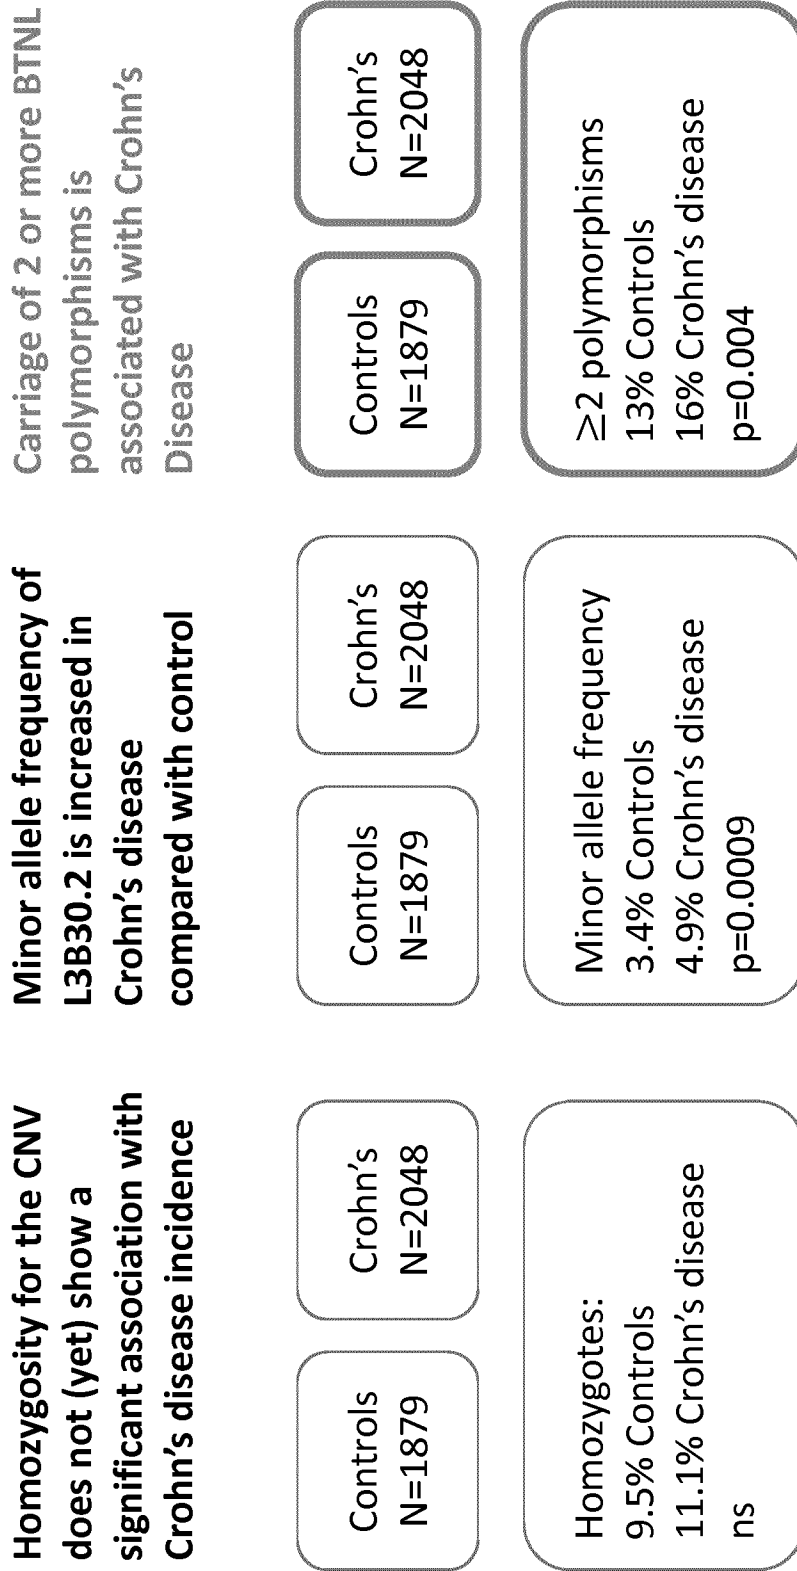 Homozygosity for the CNV
does not (yet) show a
significant association with
Crohn's disease incidence
Controls
N=1879
Crohn's
N=2048
Homozygotes:
9.5% Controls
11.1% Crohn's disease
ns
Minor allele frequency of
L3B30.2 is increased in
Crohn's disease
compared with control
Controls
N=1879
Crohn's
N=2048
Minor allele frequency
3.4% Controls
4.9% Crohn's disease
p=0.0009
Carriage of 2 or more BTNL
polymorphisms is
associated with Crohn's
Disease
Controls
N=1879
Crohn's
N=2048
≥2 polymorphisms
13% Controls
16% Crohn's disease
p=0.004